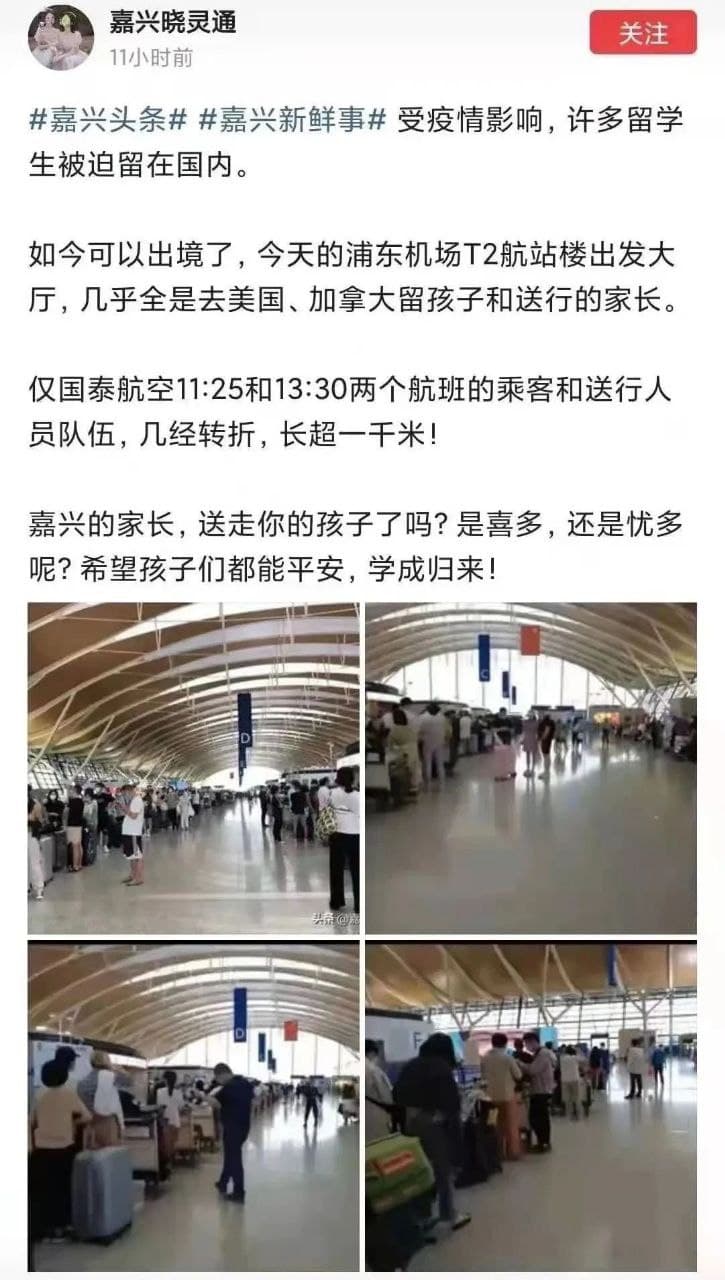 嘉兴晓灵通
11小时前
关注
#嘉兴头条# #嘉兴新鲜事# 受疫情影响，许多留学
生被迫留在国内。
如今可以出境了，今天的浦东机场T2航站楼出发大
厅，几乎全是去美国、加拿大留孩子和送行的家长。
仅国泰航空11:25和13:30两个航班的乘客和送行人
员队伍，几经转折，长超一千米！
嘉兴的家长，送走你的孩子了吗？是喜多，还是忧多
呢？希望孩子们都能平安，学成归来！
D
头条@嘉
C
D
F